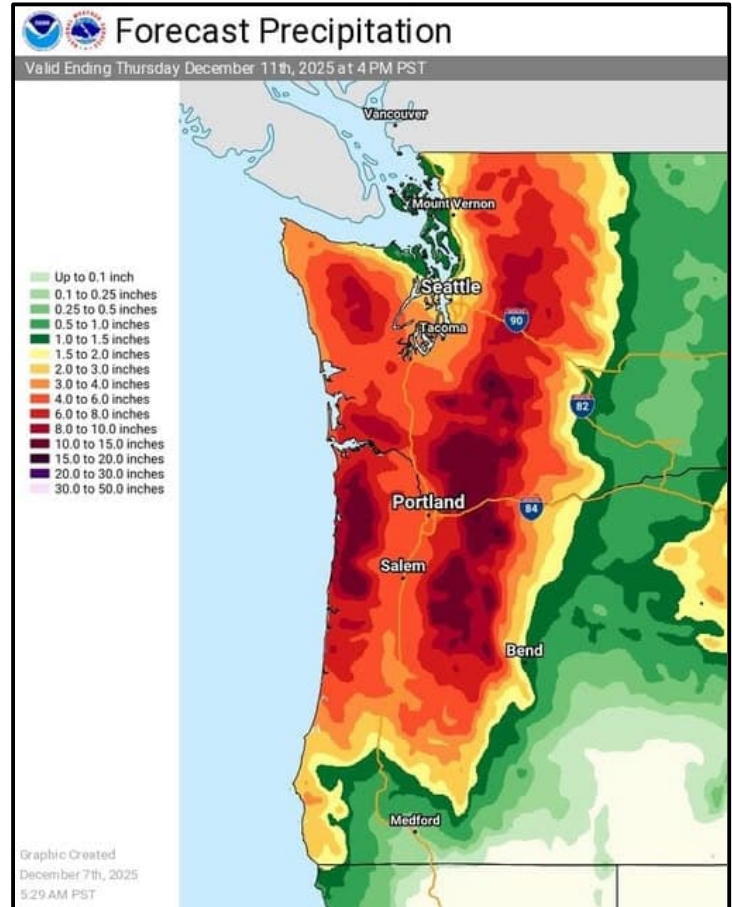 Forecast Precipitation
Valid Ending Thursday December 11th, 2025 at 4 PM PST
Vancouver
Mount Vernon
Seattle
Tacoma
90
82
Portland
84
Salem
Bend
Medford
Up to 0.1 inch
0.1 to 0.25 inches
0.25 to 0.5 inches
0.5 to 1.0 inches
1.0 to 1.5 inches
1.5 to 2.0 inches
2.0 to 3.0 inches
3.0 to 4.0 inches
4.0 to 6.0 inches
6.0 to 8.0 inches
8.0 to 10.0 inches
10.0 to 15.0 inches
15.0 to 20.0 inches
20.0 to 30.0 inches
30.0 to 50.0 inches
Graphic Created
December 7th, 2025
5:29 AM PST